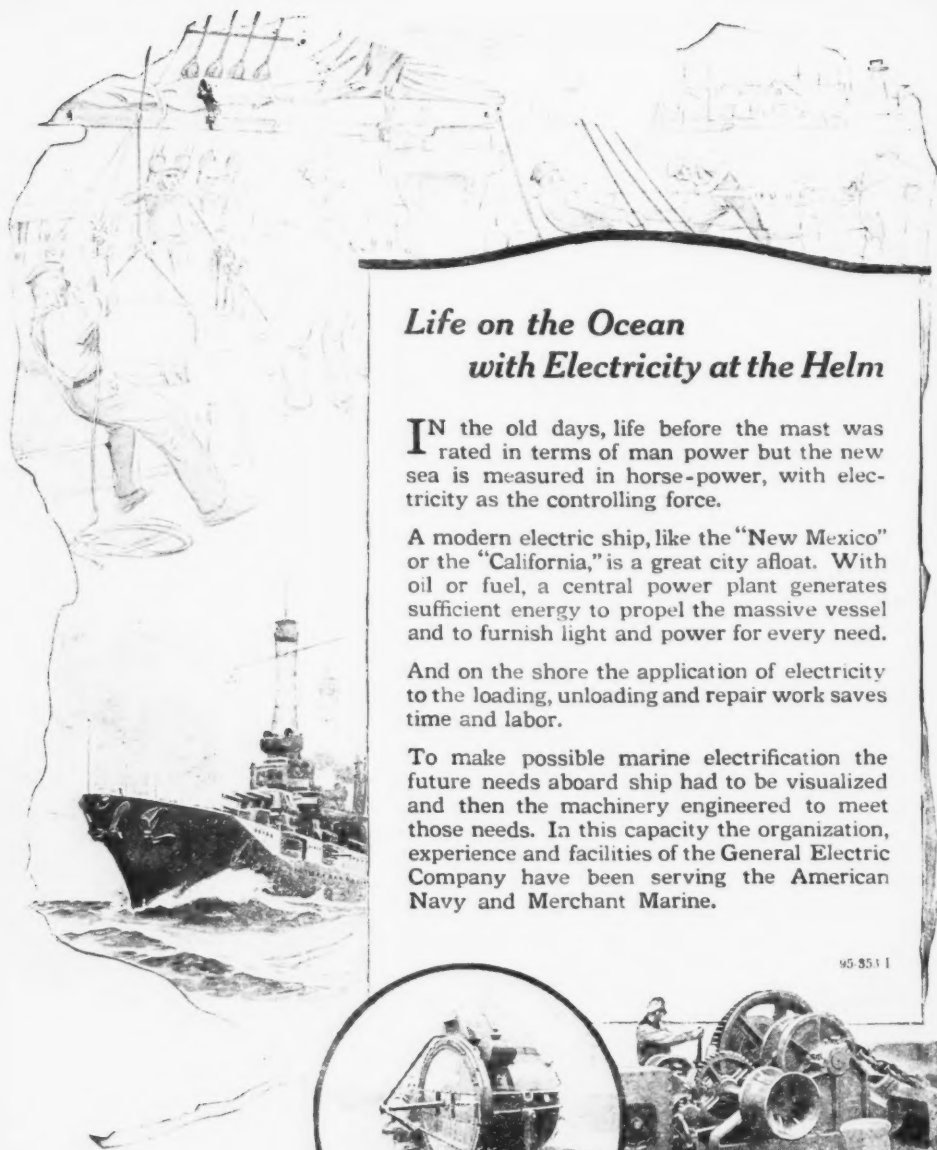 Life on the Ocean
with Electricity at the Helm
IN the old days, life before the mast was
rated in terms of man power but the new
sea is measured in horse-power, with elec-
tricity as the controlling force.
A modern electric ship, like the "New Mexico"
or the "California," is a great city afloat. With
oil or fuel, a central power plant generates
sufficient energy to propel the massive vessel
and to furnish light and power for every need.
And on the shore the application of electricity
to the loading, unloading and repair work saves
time and labor.
To make possible marine electrification the
future needs aboard ship had to be visualized
and then the machinery engineered to meet
those needs. In this capacity the organization,
experience and facilities of the General Electric
Company have been serving the American
Navy and Merchant Marine.